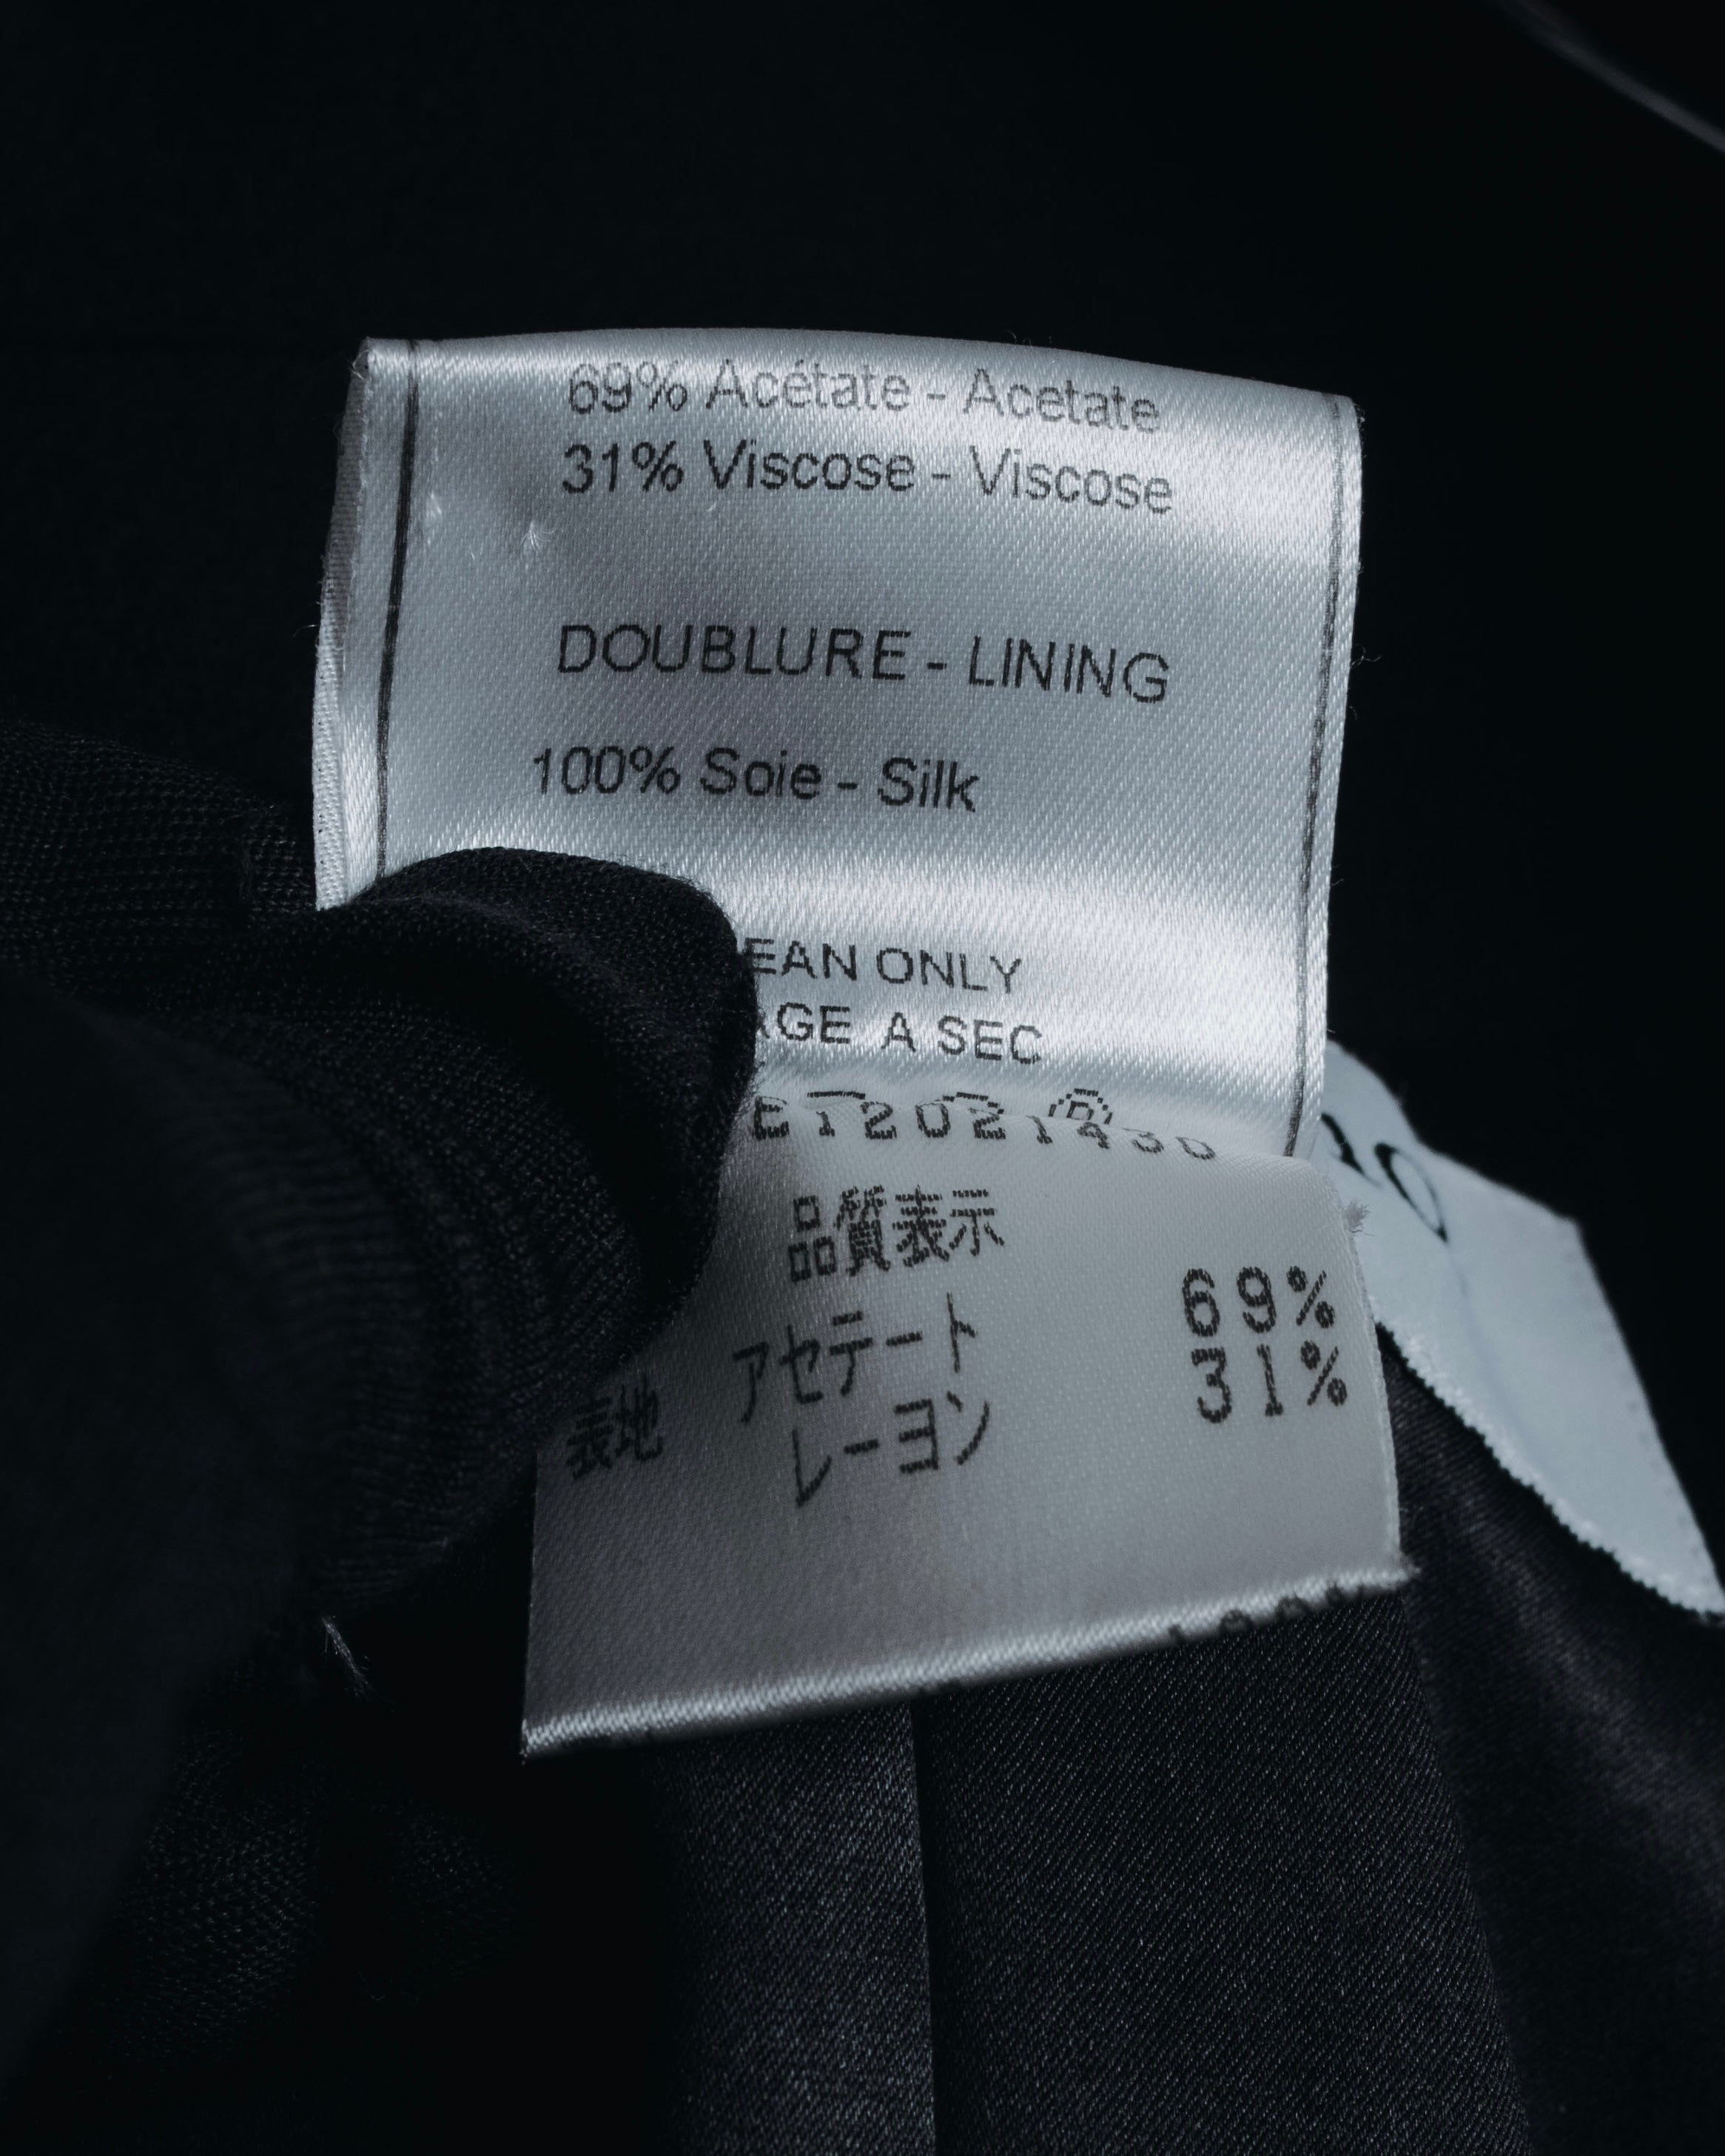 69% Acétate - Acetate
31% Viscose - Viscose
DOUBLURE - LINING
100% Soie - Silk
EAN ONLY
AGE A SEC
品質表示
アセテート 69%
表地
レーヨン 31%